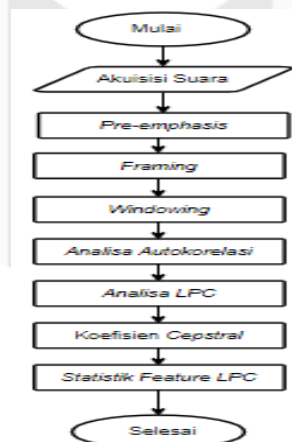 Mulai
Akuisisi Suara
Pre-emphasis
Framing
Windowing
Analisa Autokorelasi
Analisa LPC
Koefisien Cepstral
Statistik Feature LPC
Selesai